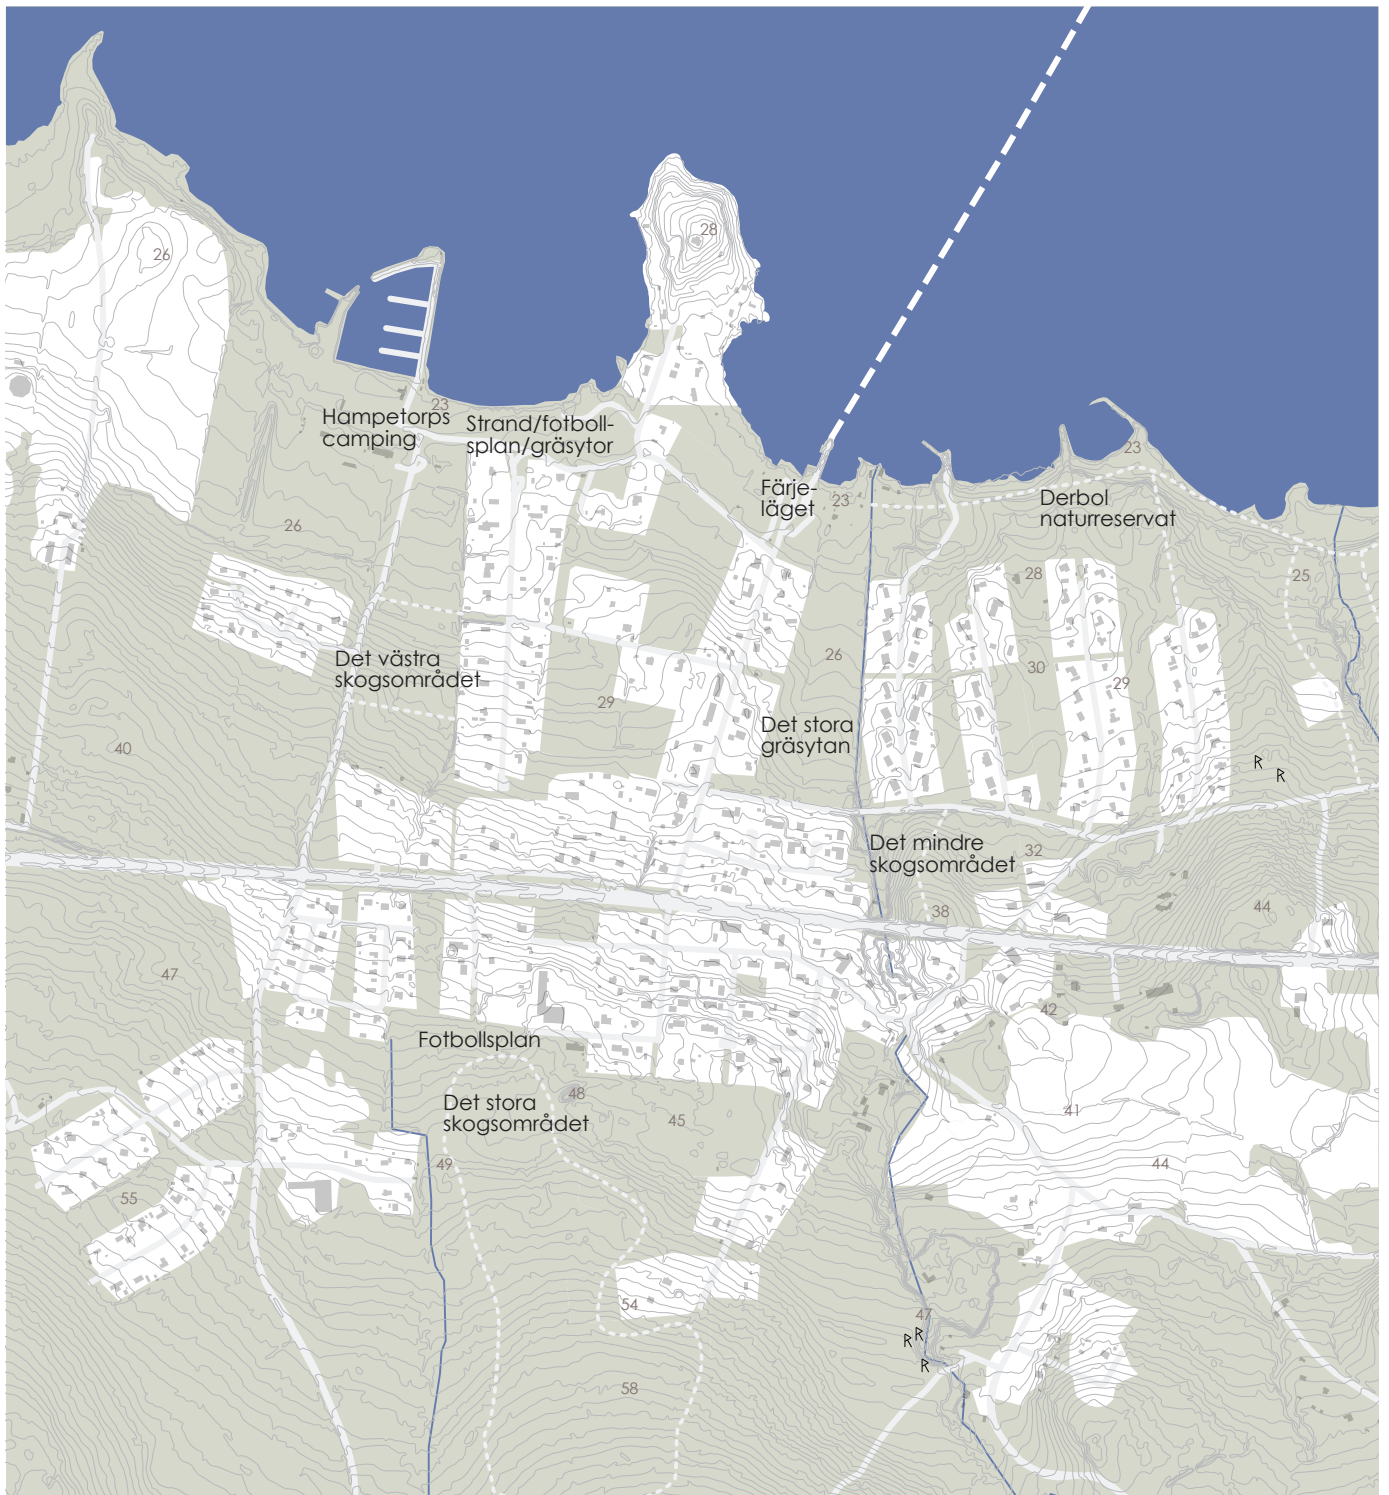 28
26
23
Hampetorps
camping
Strand/fotboll-
splan/gräsytor
23
Färje-
läget
23
Derbol
naturreservat
26
28
25
Det västra
skogsområdet
26
30
29
29
Det stora
gräsytan
40
R
R
Det mindre
skogsområdet
32
38
44
47
42
Fotbollsplan
48
Det stora
skogsområdet
45
41
49
44
55
54
47
R
R
R
58